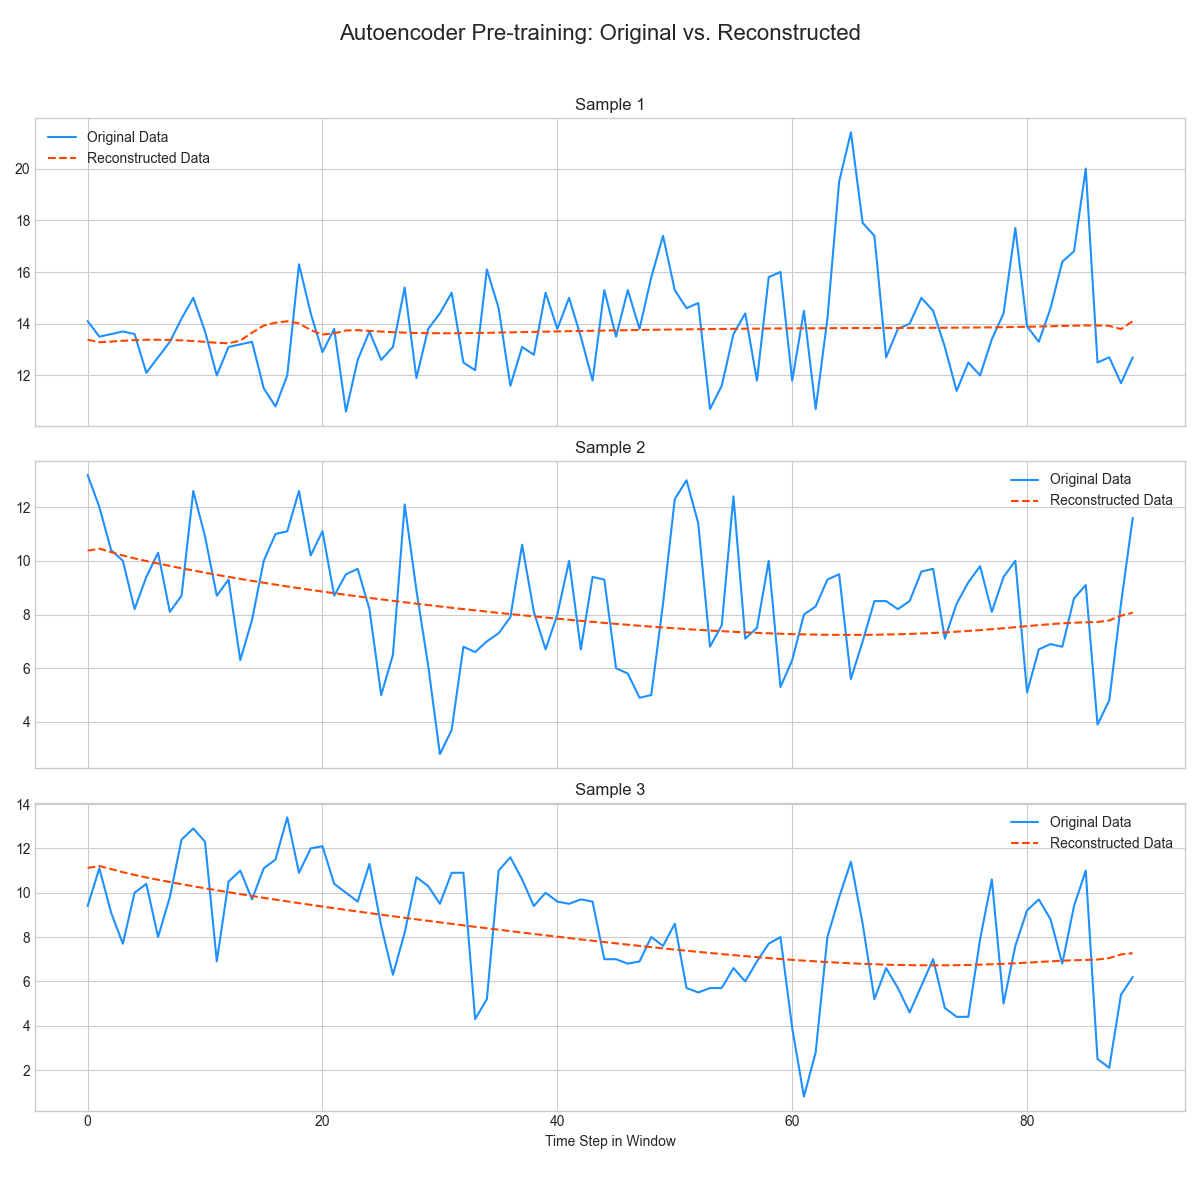 Autoencoder Pre-training: Original vs. Reconstructed
Sample 1
Original Data
Reconstructed Data
20
18
16
14
12
Sample 2
Original Data
Reconstructed Data
12
10
8
6
4
Sample 3
Original Data
Reconstructed Data
14
12
10
8
6
4
2
0 20 40 60 80
Time Step in Window